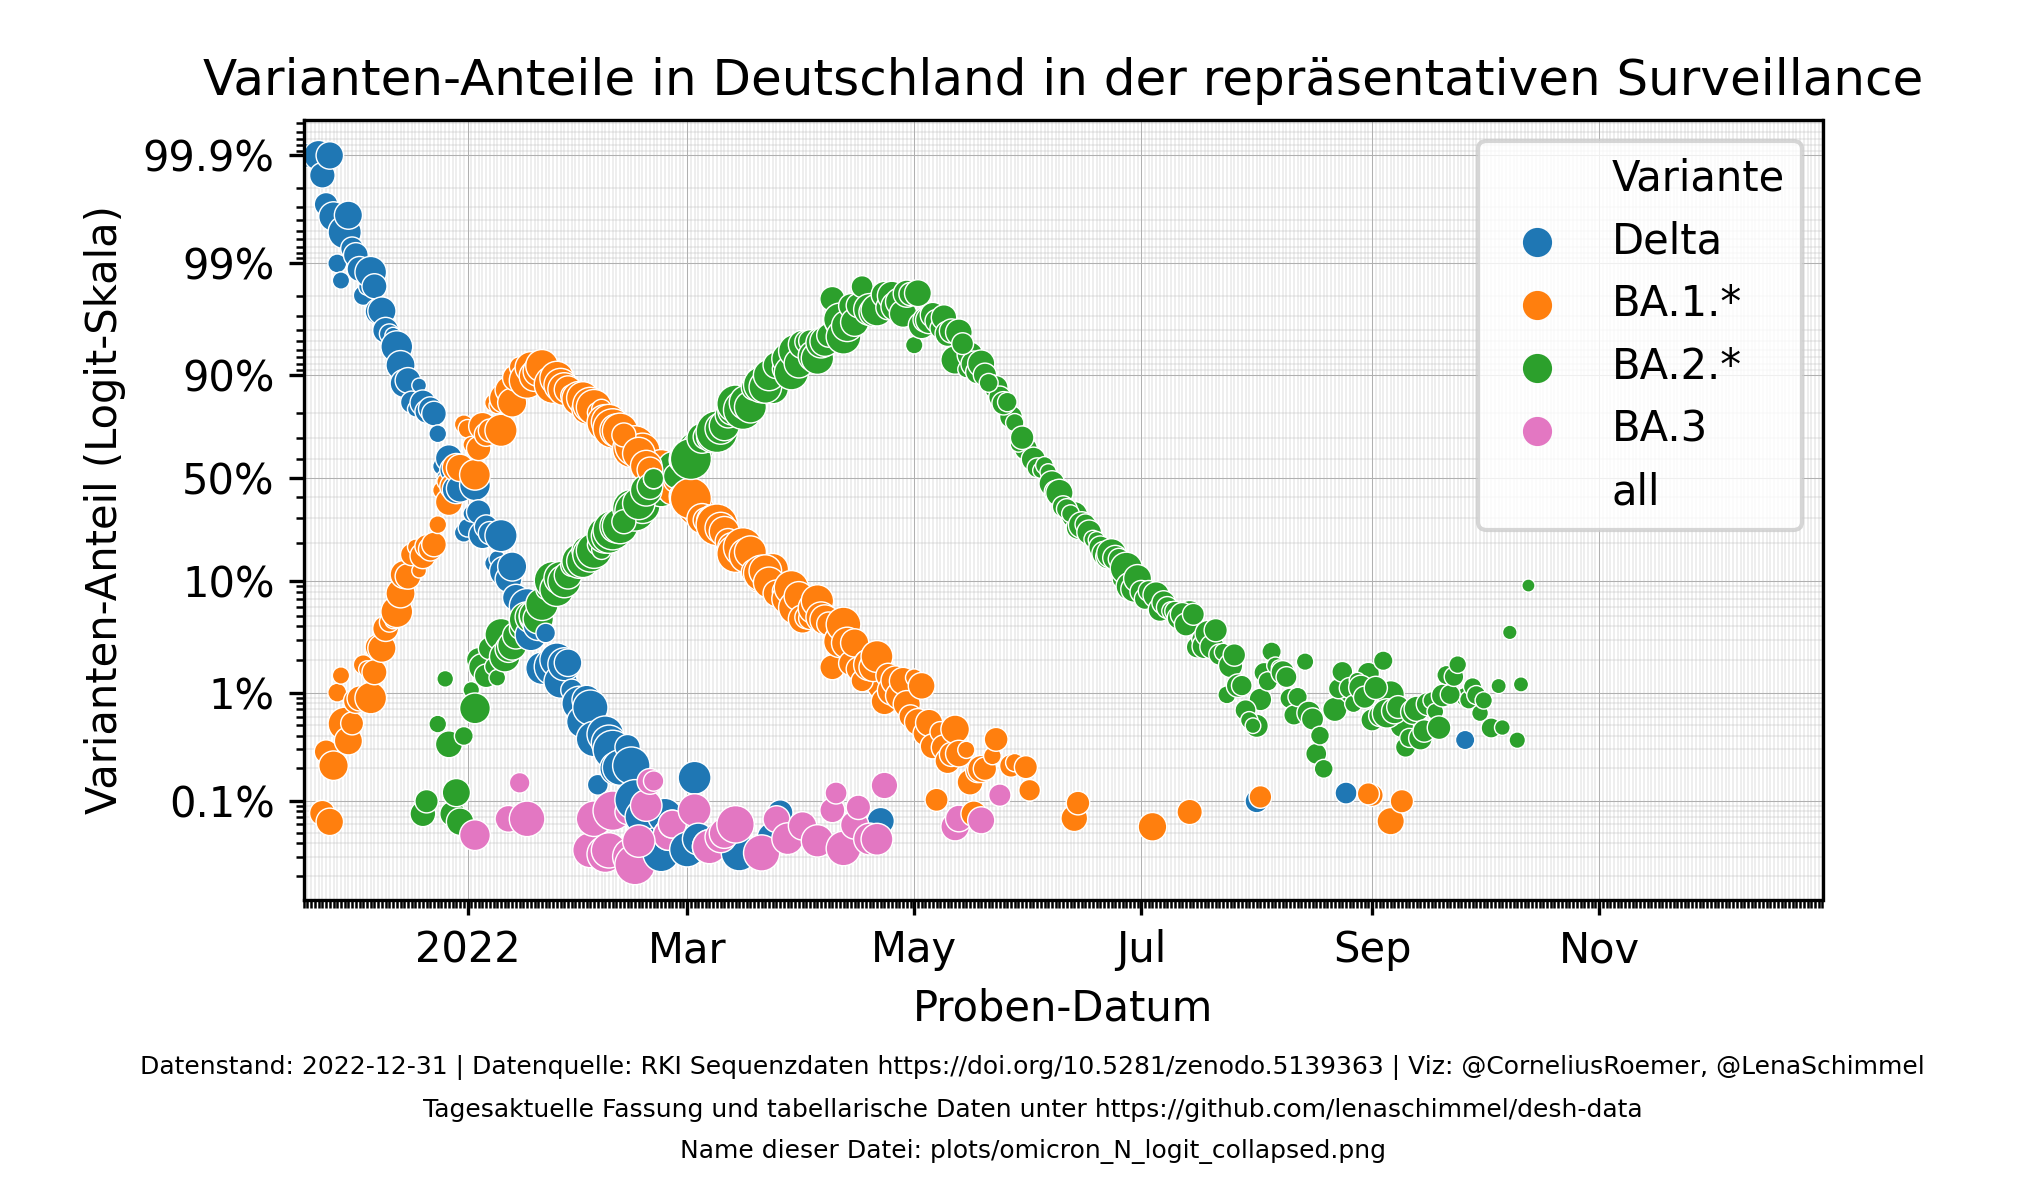 Varianten-Anteile in Deutschland in der repräsentativen Surveillance
Varianten-Anteil (Logit-Skala)
99.9%
99%
90%
50%
10%
1%
0.1%
Variante
Delta
BA.1.*
BA.2.*
BA.3
all
2022
Mar
May
Jul
Sep
Nov
Proben-Datum
Datenstand: 2022-12-31 | Datenquelle: RKI Sequenzdaten https://doi.org/10.5281/zenodo.5139363 | Viz: @CorneliusRoemer, @LenaSchimmel
Tagesaktuelle Fassung und tabellarische Daten unter https://github.com/lenaschimmel/desh-data
Name dieser Datei: plots/omicron_N_logit_collapsed.png